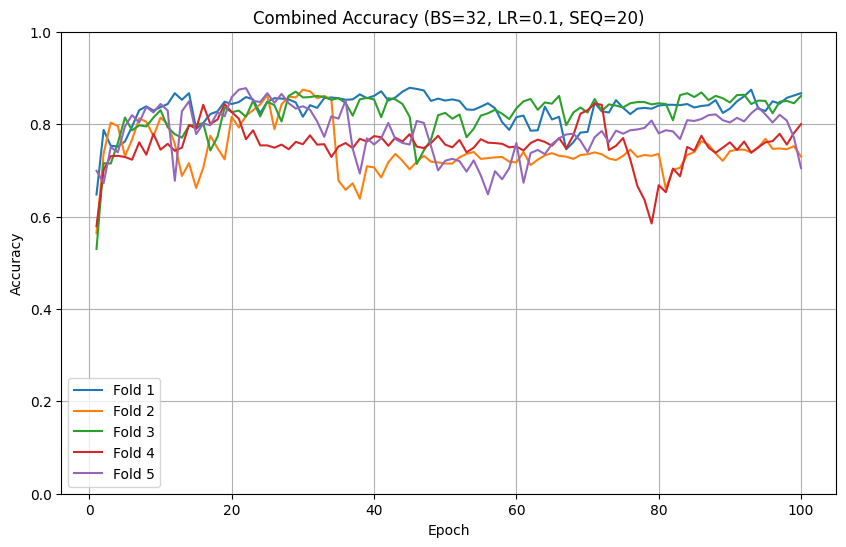 Combined Accuracy (BS=32, LR=0.1, SEQ=20)
1.0
0.8
0.6
0.4
0.2
0.0
Accuracy
Fold 1
Fold 2
Fold 3
Fold 4
Fold 5
0 20 40 60 80 100
Epoch